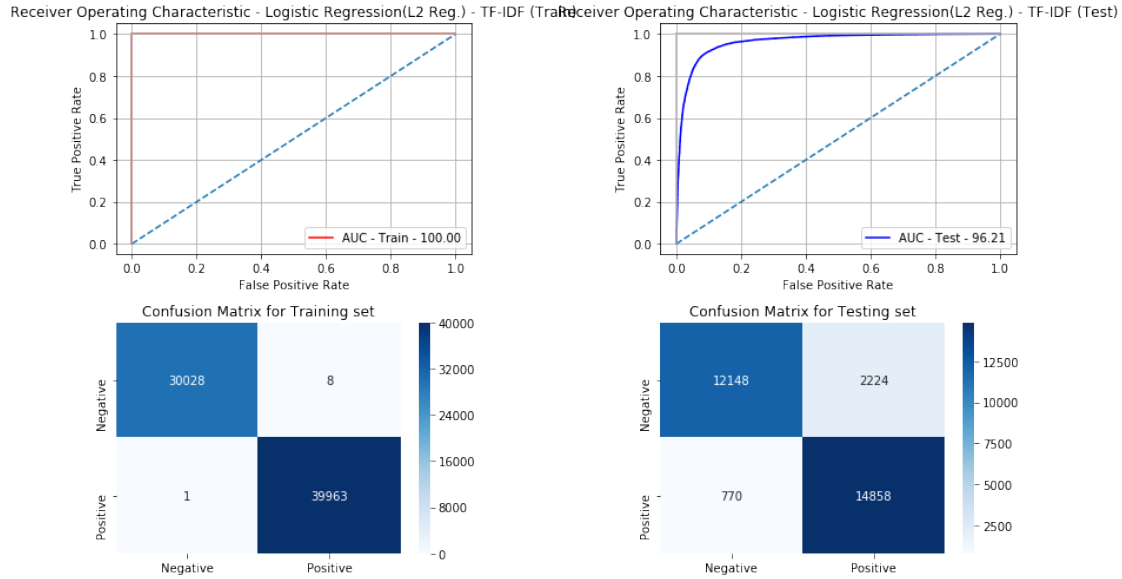 Receiver Operating Characteristic - Logistic Regression(L2 Reg.) - TF-IDF (Train)
1.0
0.8
0.6
0.4
0.2
0.0
True Positive Rate
AUC - Train - 100.00
0.0 0.2 0.4 0.6 0.8 1.0
False Positive Rate
Receiver Operating Characteristic - Logistic Regression(L2 Reg.) - TF-IDF (Test)
1.0
0.8
0.6
0.4
0.2
0.0
True Positive Rate
AUC - Test - 96.21
0.0 0.2 0.4 0.6 0.8 1.0
False Positive Rate
Confusion Matrix for Training set
Negative
30028 8
Positive
1 39963
Negative Positive
40000
32000
24000
16000
8000
0
Confusion Matrix for Testing set
Negative
12148 2224
Positive
770 14858
Negative Positive
12500
10000
7500
5000
2500